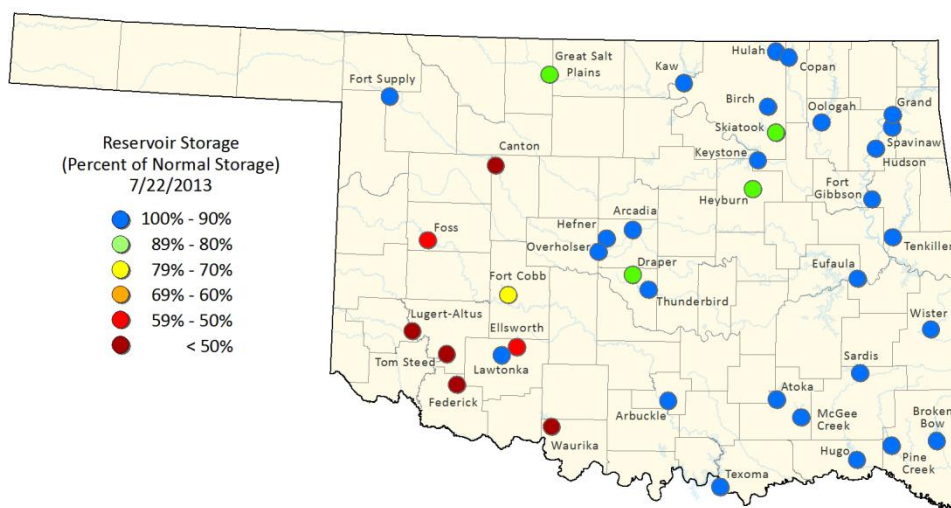 Hulah
Copan
Great Salt
Plains
Kaw
Fort Supply
Birch
Oologah
Grand
Skiatook
Spavinaw
Reservoir Storage
(Percent of Normal Storage)
7/22/2013
100% - 90%
89% - 80%
79% - 70%
69% - 60%
59% - 50%
< 50%
Canton
Keystone
Hudson
Heyburn
Fort
Gibbson
Foss
Hefner
Arcadia
Overholser
Tenkiller
Draper
Eufaula
Fort Cobb
Thunderbird
Lugert-Altus
Ellsworth
Wister
Tom Steed
Lawtonka
Sardis
Federick
Atoka
Arbuckle
McGee
Creek
Broken
Bow
Waurika
Hugo
Pine
Creek
Texoma